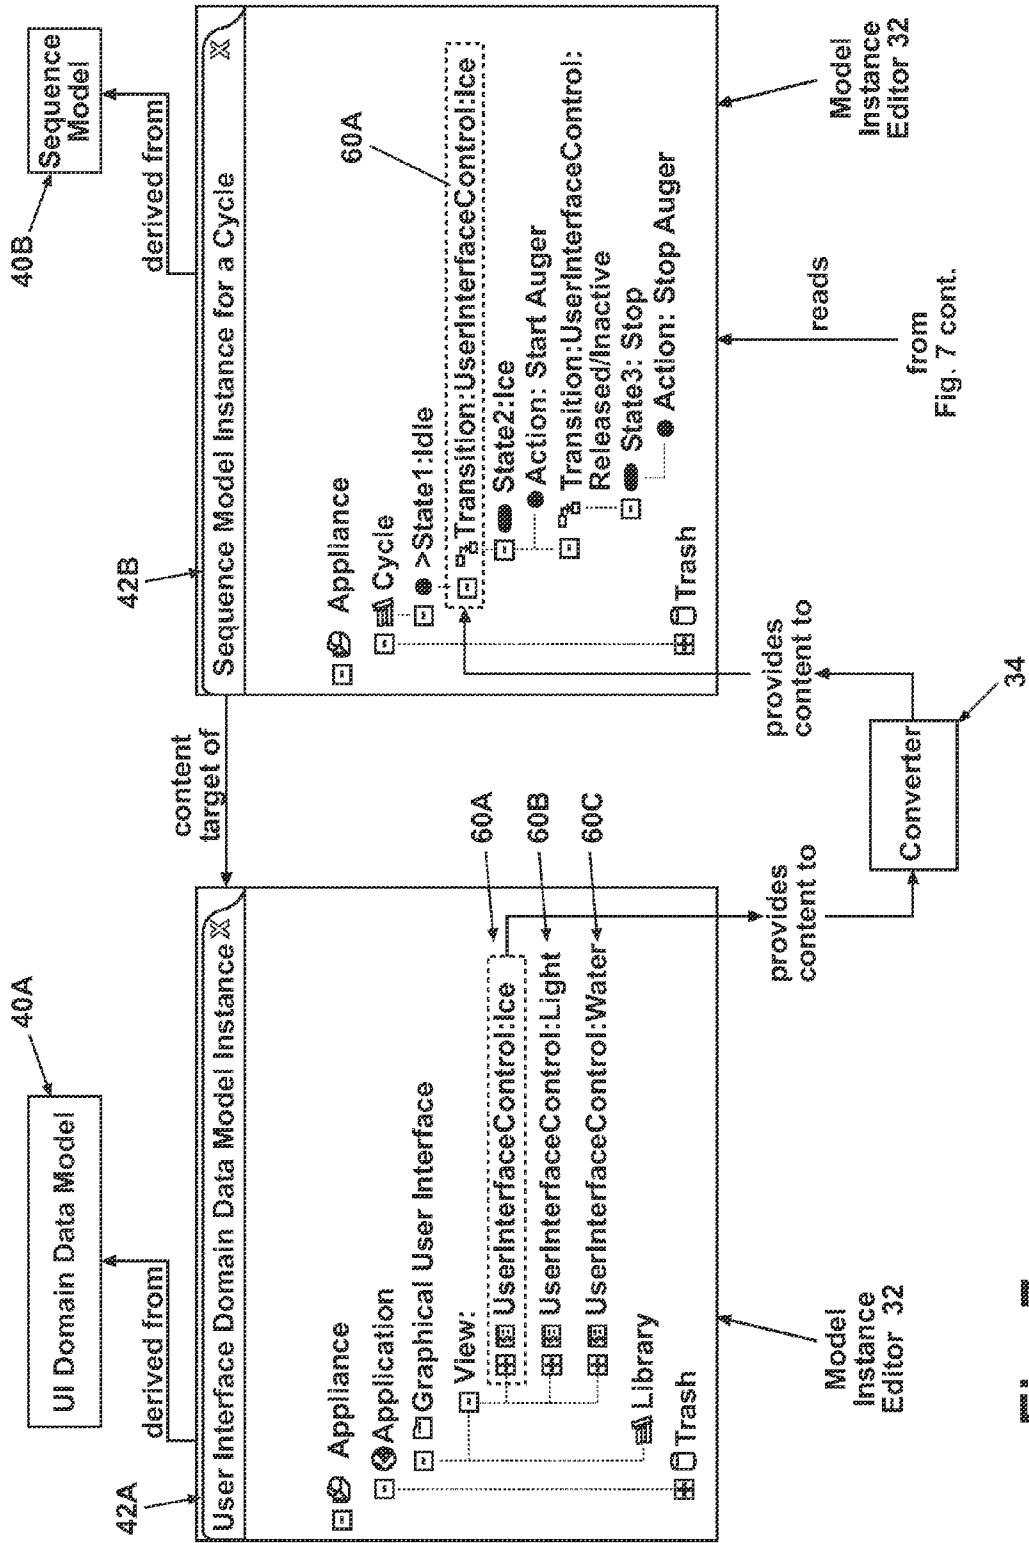 40A
UI Domain Data Model
derived from
42A
User Interface Domain Data Model Instance X
Appliance
Application
Graphical User Interface
View:
UserInterfaceControl:Ice
UserInterfaceControl:Light
UserInterfaceControl:Water
Library
Trash
60A
60B
60C
Model
Instance
Editor 32
content
target of
provides
content to
Converter
34
provides
content to
40B
Sequence
Model
derived from
42B
Sequence Model Instance for a Cycle X
Appliance
Cycle
>State1:Idle
Transition:UserInterfaceControl:Ice
State2:Ice
Action: Start Auger
Transition:UserInterfaceControl:
Released/Inactive
State3: Stop
Action: Stop Auger
Trash
60A
Model
Instance
Editor 32
reads
from
Fig. 7 cont.